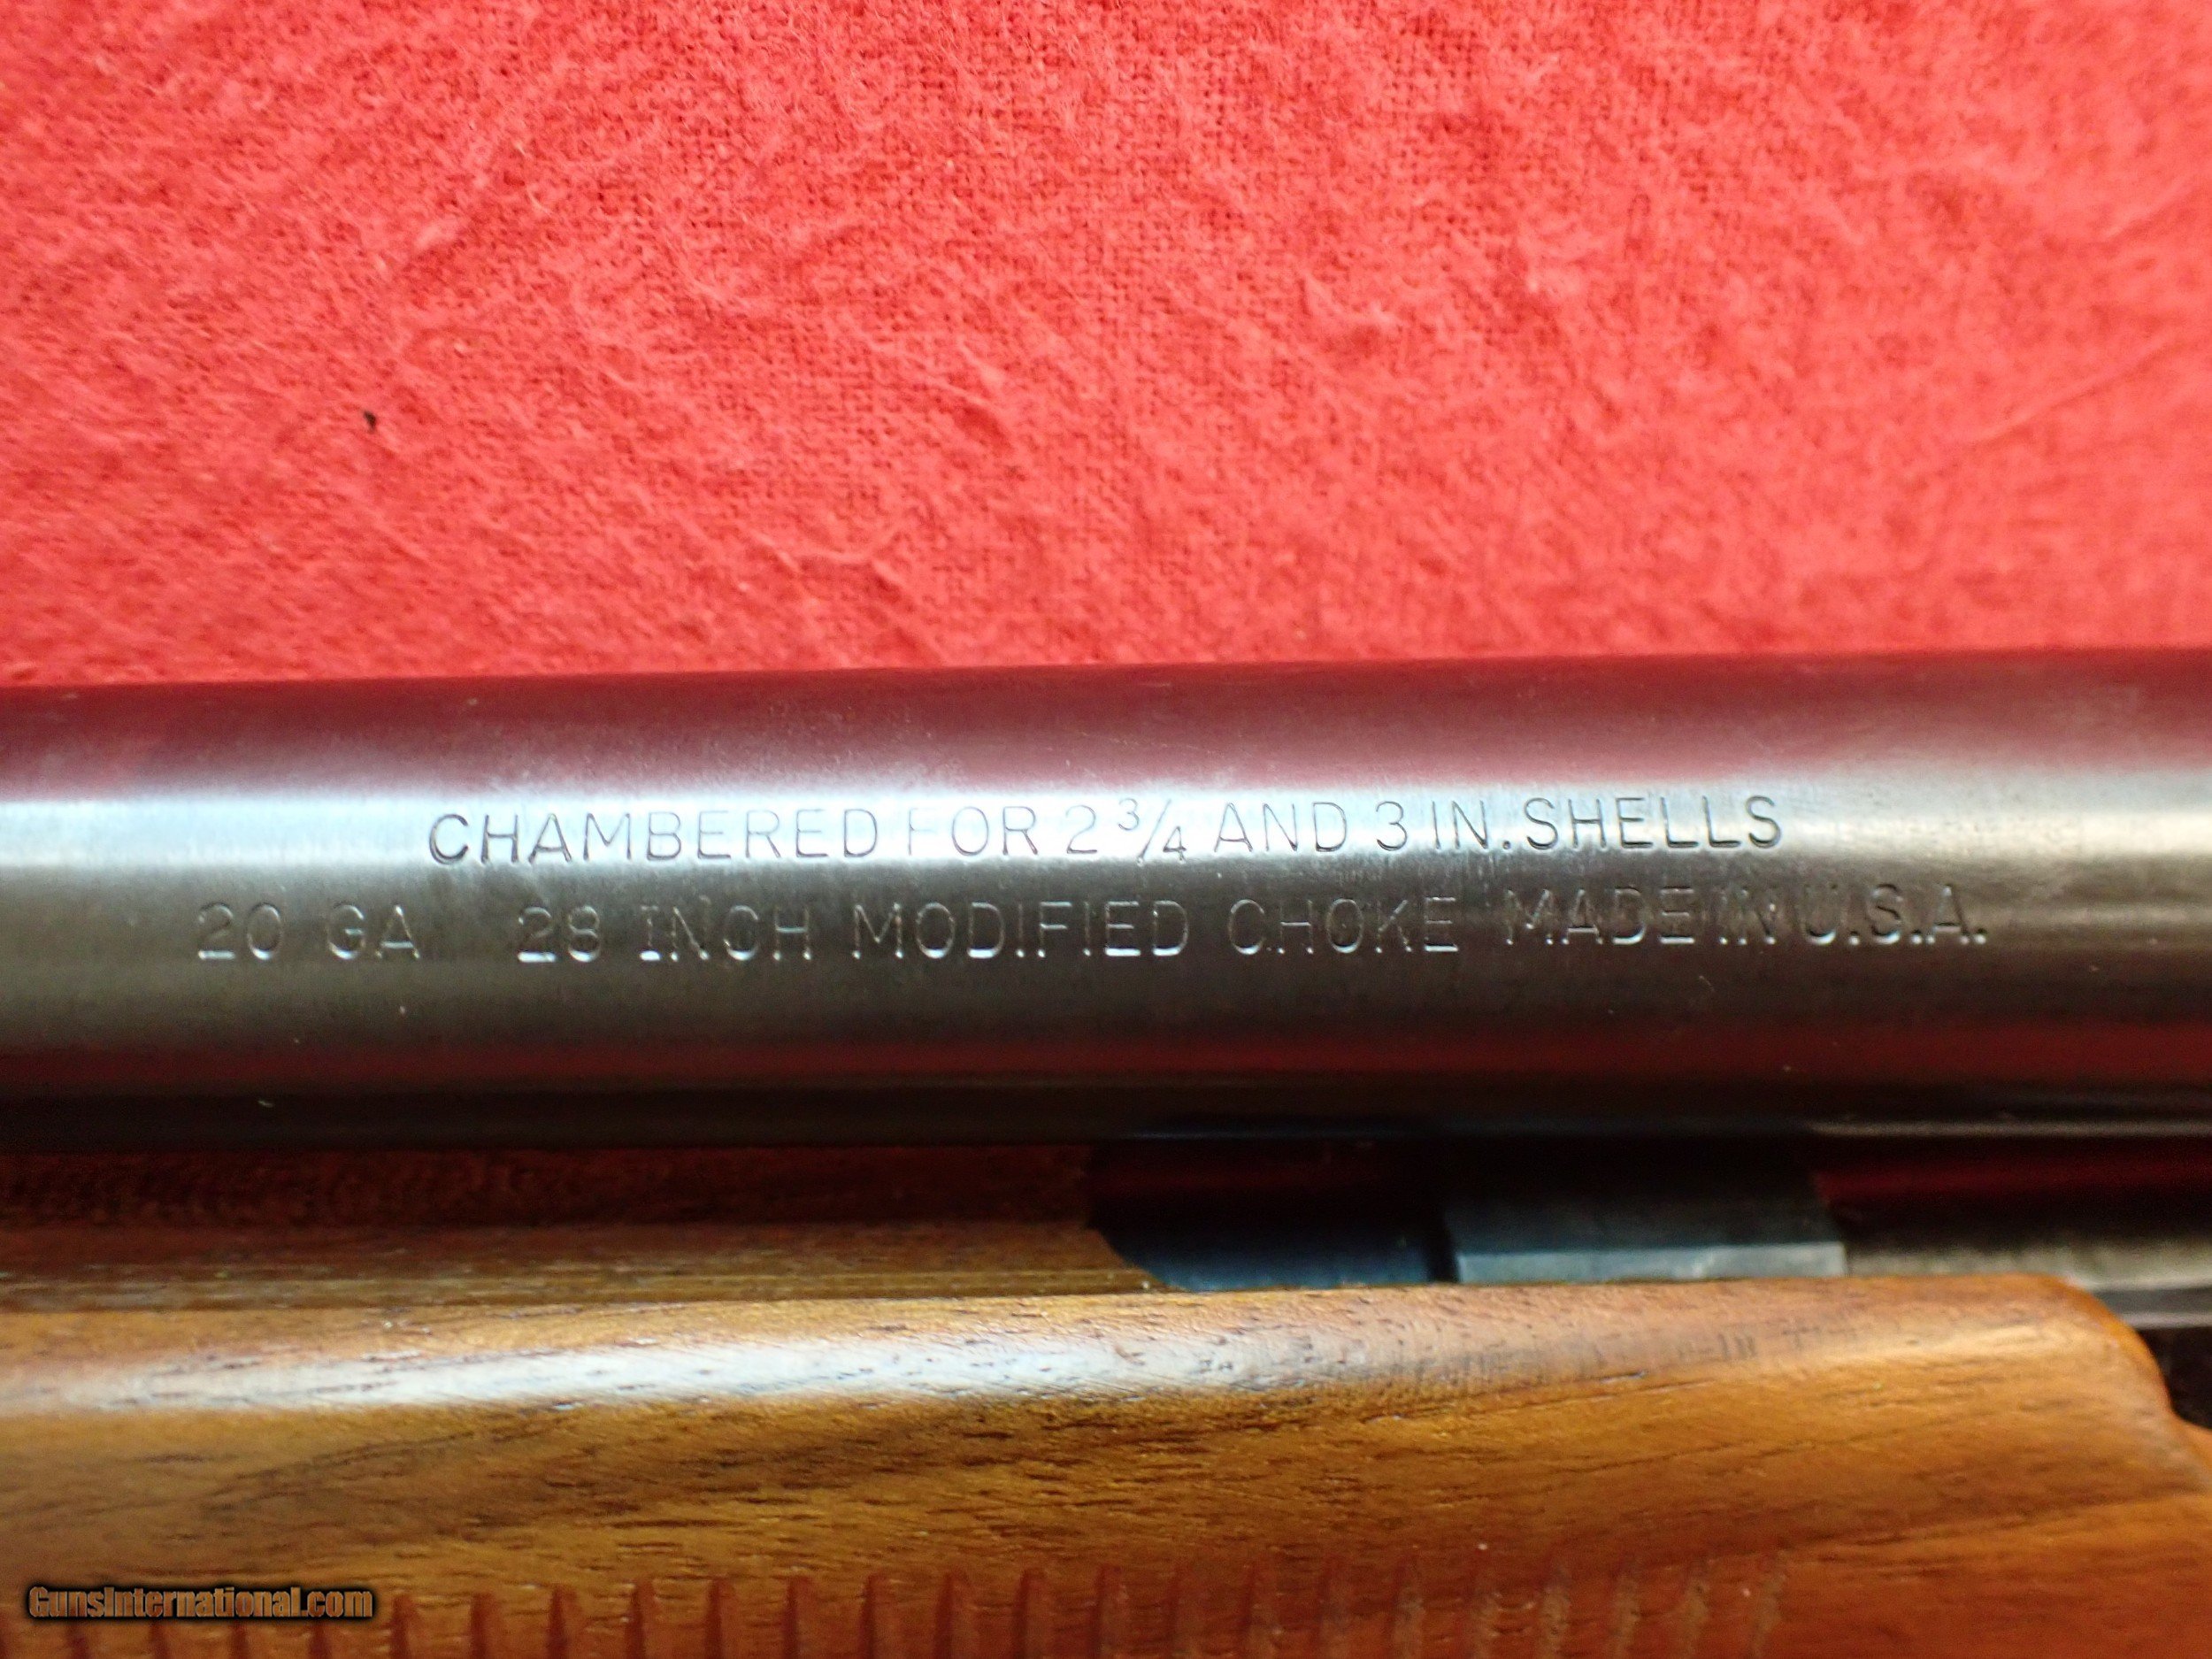 CHAMBERED FOR 2 3/4 AND 3 IN. SHELLS
20 GA 28 INCH MODIFIED CHOKE MADE IN U.S.A.
GunsInternational.com